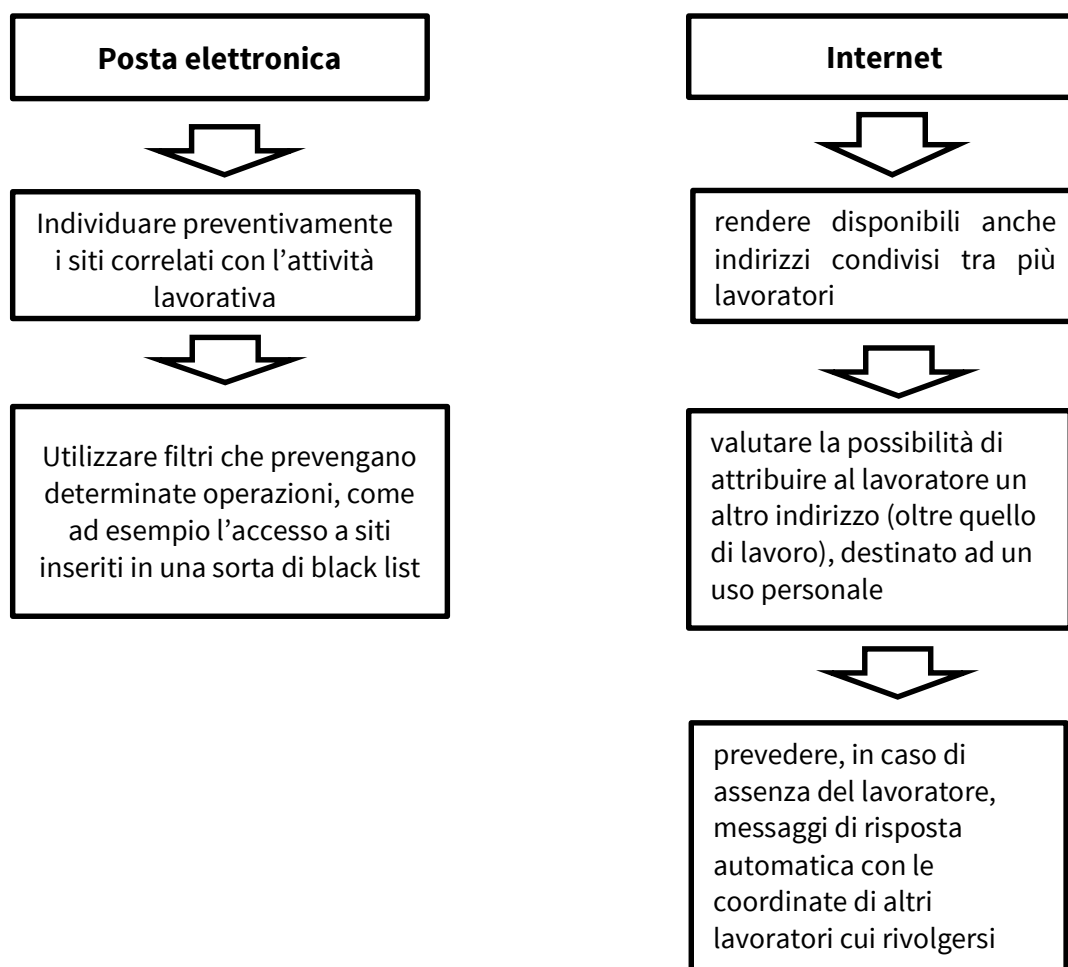 Posta elettronica
Individuare preventivamente
i siti correlati con l’attività
lavorativa
Utilizzare filtri che prevengano
determinate operazioni, come
ad esempio l’accesso a siti
inseriti in una sorta di black list
Internet
rendere disponibili anche
indirizzi condivisi tra più
lavoratori
valutare la possibilità di
attribuire al lavoratore un
altro indirizzo (oltre quello
di lavoro), destinato ad un
uso personale
prevedere, in caso di
assenza del lavoratore,
messaggi di risposta
automatica con le
coordinate di altri
lavoratori cui rivolgersi